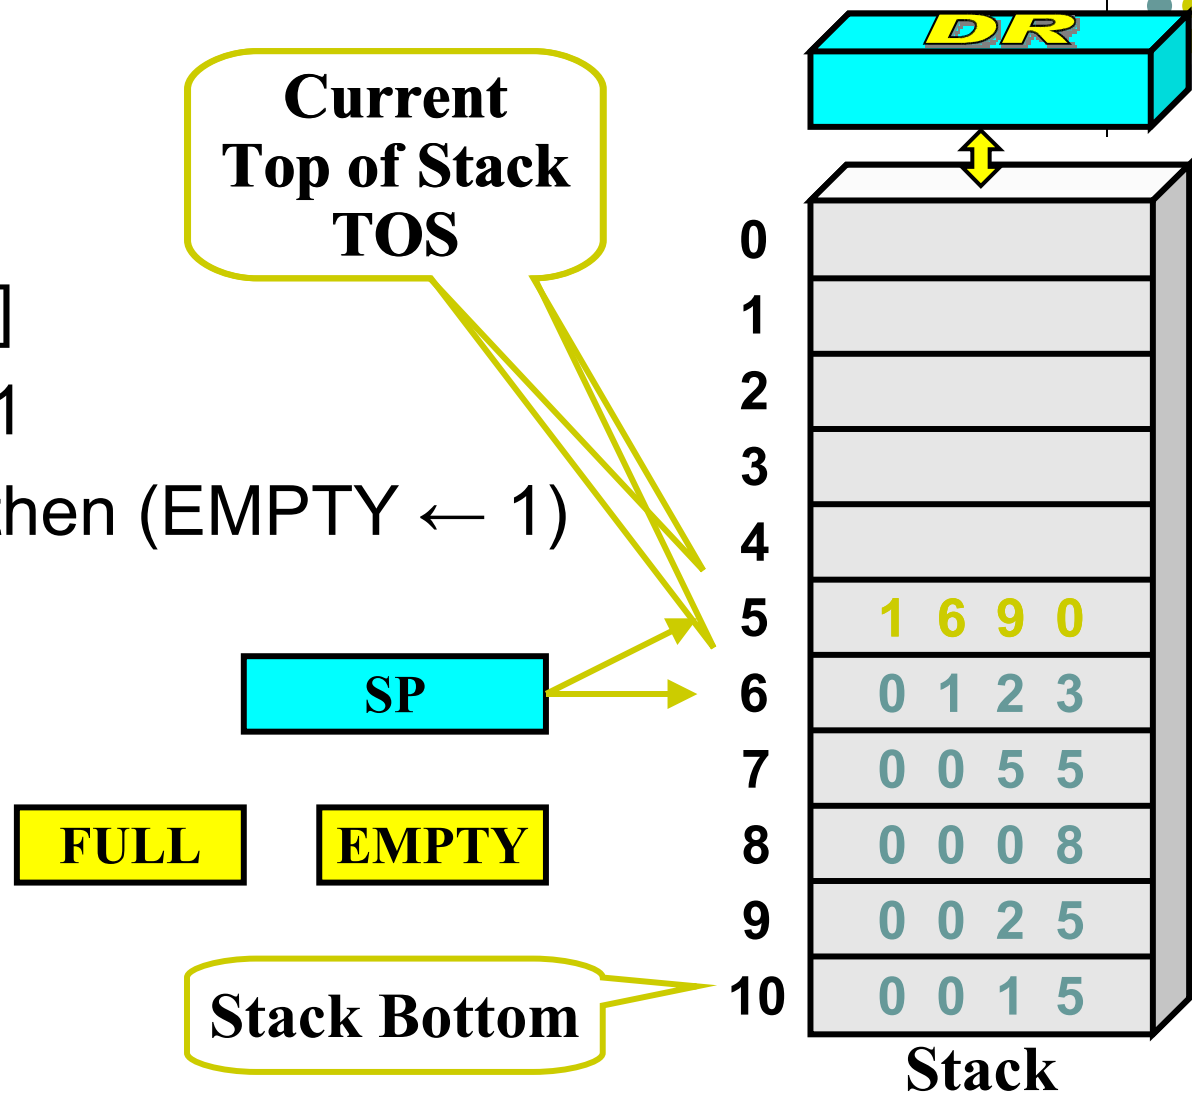 DR
Current
Top of Stack
TOS
0
]
1
1
2
3
then (EMPTY ← 1)
4
5 1 6 9 0
SP
6 0 1 2 3
7 0 0 5 5
FULL EMPTY
8 0 0 0 8
9 0 0 2 5
Stack Bottom
10 0 0 1 5
Stack